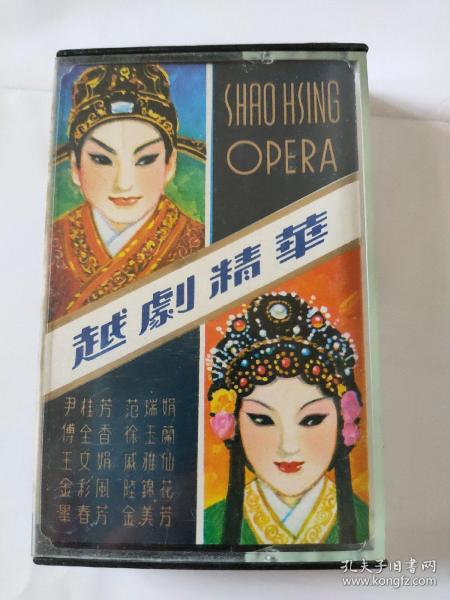 SHAO HSING
OPERA
越劇精華
尹桂芳 范瑞娟
傅全香 徐玉蘭
王文娟 戚雅仙
金彩風 陸錦花
畢春芳 金美芳
孔夫子旧书网
www.kongfz.com